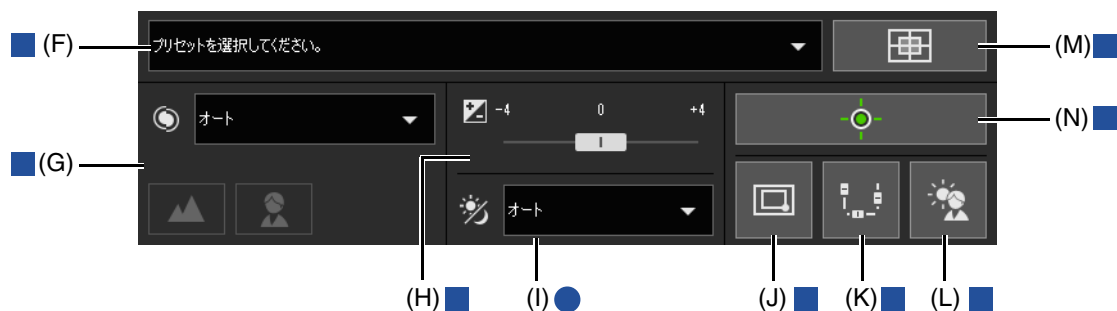 (F)
プリセットを選択してください。
(M)
オート
-4 0 +4
(N)
(G)
オート
(H)
(I)
(J)
(K)
(L)